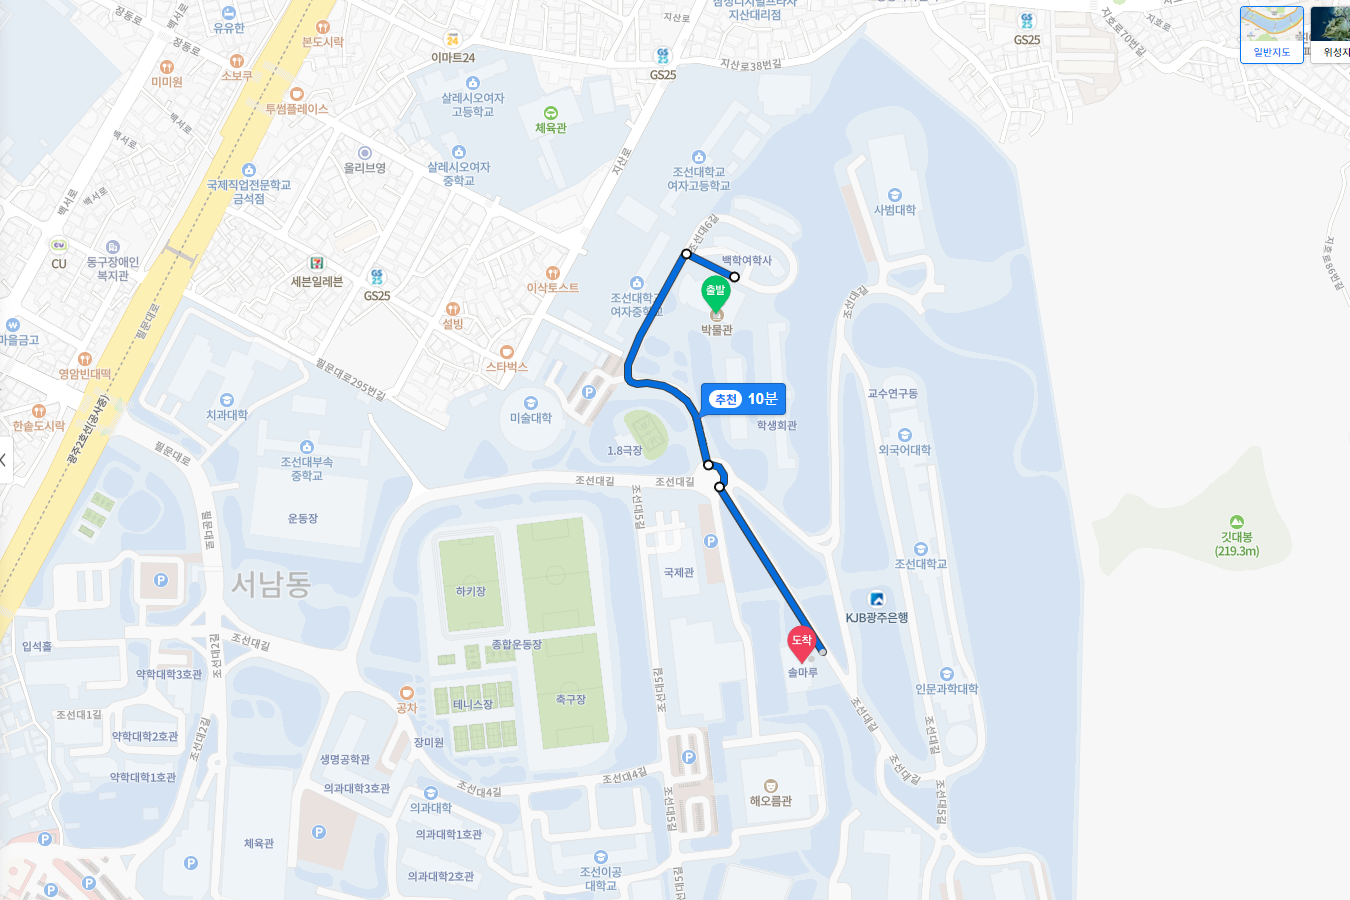 유유한
장동로
장동로
백서로
본도시락
이마트24
GS25
지산로
지산대리점
지산로38번길
GS25
지호로
지호로70번길
일반지도
위성지
미미원
소보쿠
투썸플레이스
살레시오여자
고등학교
체육관
백서로
백서로
올리브영
살레시오여자
중학교
지산로
조선대학교
여자고등학교
국제직업전문학교
금석점
백서로
백서로
사범대학
CU
동구장애인
복지관
세븐일레븐
GS25
이삭토스트
조선대6길
백학여학사
출발
박물관
조선대학교
여자중학교
조선대길
지호로86번길
마을금고
필문대로
설빙
스타벅스
영암빈대떡
필문대로295번길
P
추천 10분
학생회관
교수연구동
치과대학
미술대학
한솥도시락
광주2호선(공사중)
1.8극장
외국어대학
필문대로
조선대부속
중학교
운동장
조선대길
조선대길
조선대5길
필문대로
P
P
국제관
조선대학교
깃대봉
(219.3m)
서남동
하키장
KJB광주은행
입석홀
조선대길
조선대2길
종합운동장
도착
솔마루
약학대학3호관
인문과학대학
공차
테니스장
축구장
조선대5길
조선대1길
약학대학2호관
조선대2길
장미원
조선대길
조선대길
생명공학관
P
약학대학1호관
의과대학3호관
조선대4길
조선대4길
조선대길
의과대학
해오름관
조선대5길
조선대5길
P
P
의과대학1호관
체육관
P
조선이공
대학교
의과대학2호관
조선대5길
P
P